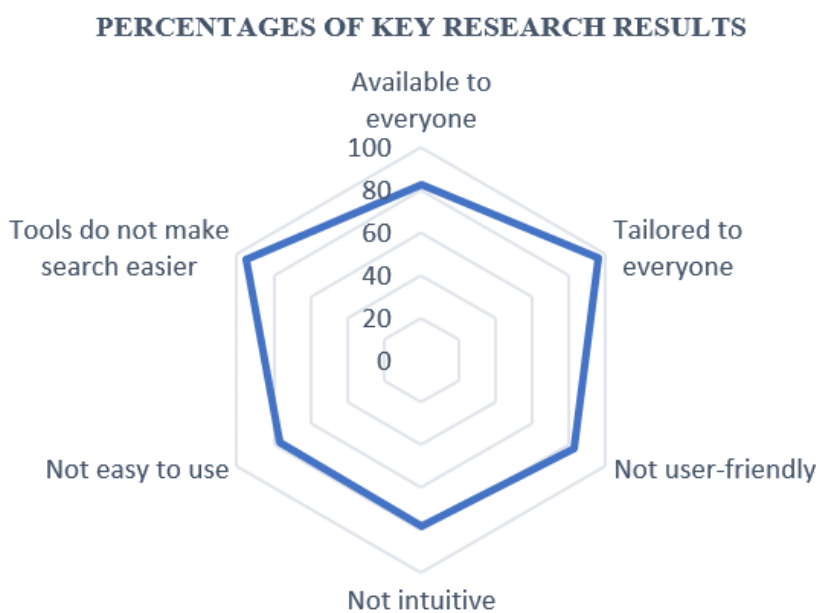 PERCENTAGES OF KEY RESEARCH RESULTS
Available to
everyone
100
80
60
40
20
0
Tools do not make
search easier
Tailored to
everyone
Not easy to use
Not user-friendly
Not intuitive